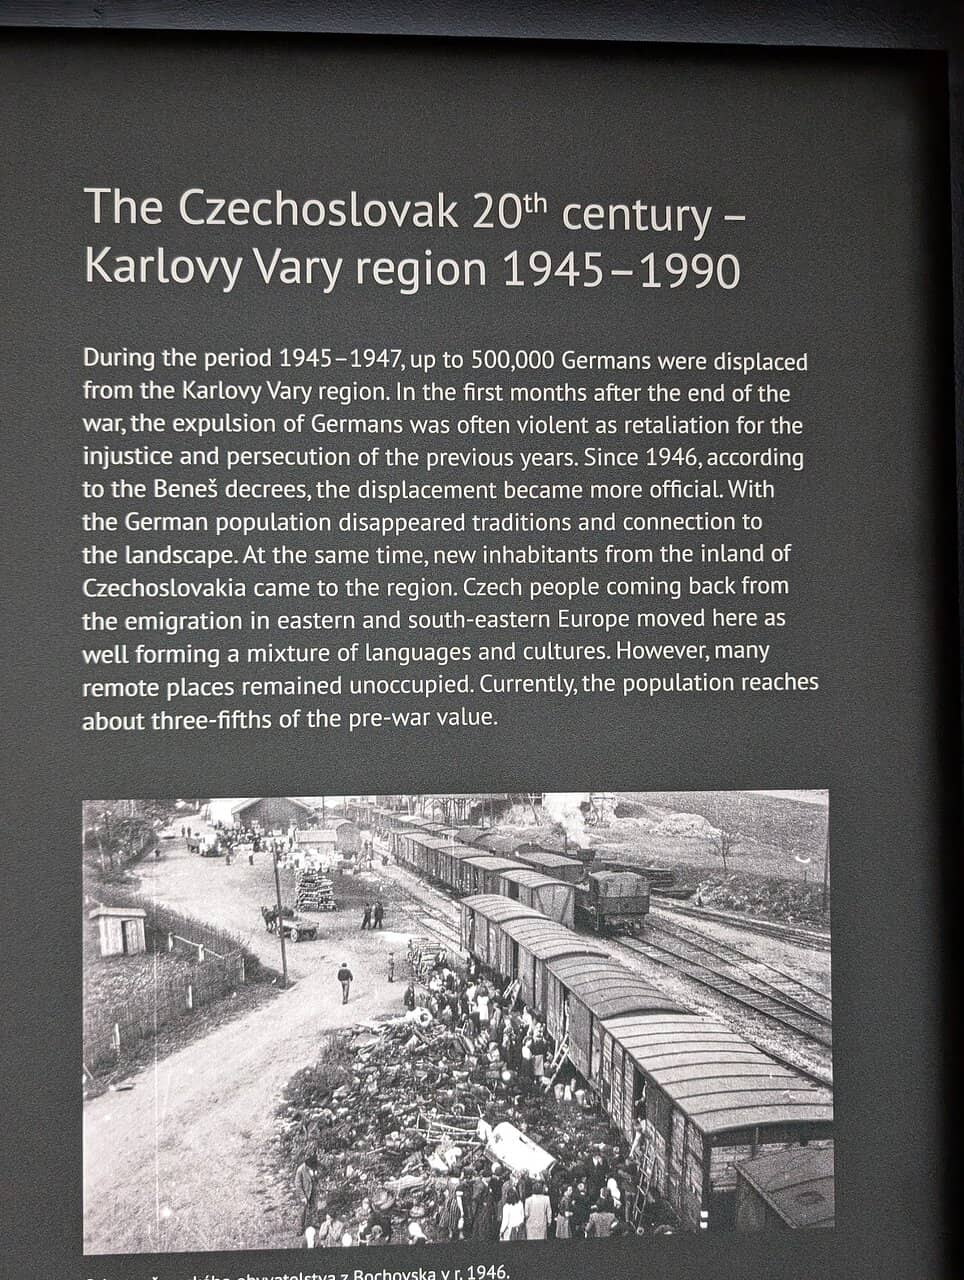 The Czechoslovak 20th century –
Karlovy Vary region 1945–1990
During the period 1945–1947, up to 500,000 Germans were displaced
from the Karlovy Vary region. In the first months after the end of the
war, the expulsion of Germans was often violent as retaliation for the
injustice and persecution of the previous years. Since 1946, according
to the Beneš decrees, the displacement became more official. With
the German population disappeared traditions and connection to
the landscape. At the same time, new inhabitants from the inland of
Czechoslovakia came to the region. Czech people coming back from
the emigration in eastern and south-eastern Europe moved here as
well forming a mixture of languages and cultures. However, many
remote places remained unoccupied. Currently, the population reaches
about three-fifths of the pre-war value.
obyvatelstva z Bochovska v r. 1946.